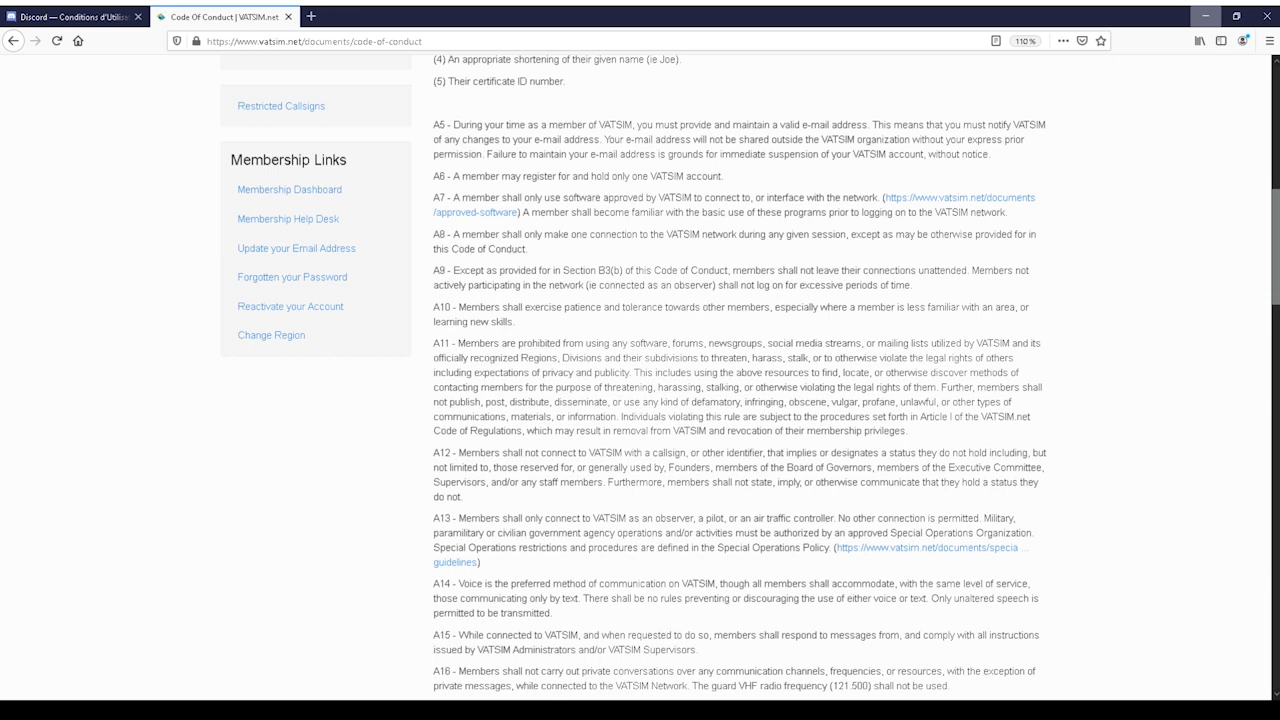 Discord — Conditions d'Utilisa
Code Of Conduct | VATSIM.net
https://www.vatsim.net/documents/code-of-conduct
110%
(4) An appropriate shortening of their given name (ie Joe).
(5) Their certificate ID number.
Restricted Callsigns
Membership Links
Membership Dashboard
Membership Help Desk
Update your Email Address
Forgotten your Password
Reactivate your Account
Change Region
A5 - During your time as a member of VATSIM, you must provide and maintain a valid e-mail address. This means that you must notify VATSIM
of any changes to your e-mail address. Your e-mail address will not be shared outside the VATSIM organization without your express prior
permission. Failure to maintain your e-mail address is grounds for immediate suspension of your VATSIM account, without notice.
A6 - A member may register for and hold only one VATSIM account.
A7 - A member shall only use software approved by VATSIM to connect to, or interface with the network. (https://www.vatsim.net/documents
/approved-software) A member shall become familiar with the basic use of these programs prior to logging on to the VATSIM network.
A8 - A member shall only make one connection to the VATSIM network during any given session, except as may be otherwise provided for in
this Code of Conduct.
A9 - Except as provided for in Section B3(b) of this Code of Conduct, members shall not leave their connections unattended. Members not
actively participating in the network (ie connected as an observer) shall not log on for excessive periods of time.
A10 - Members shall exercise patience and tolerance towards other members, especially where a member is less familiar with an area, or
learning new skills.
A11 - Members are prohibited from using any software, forums, newsgroups, social media streams, or mailing lists utilized by VATSIM and its
officially recognized Regions, Divisions and their subdivisions to threaten, harass, stalk, or to otherwise violate the legal rights of others
including expectations of privacy and publicity. This includes using the above resources to find, locate, or otherwise discover methods of
contacting members for the purpose of threatening, harassing, stalking, or otherwise violating the legal rights of them. Further, members shall
not publish, post, distribute, disseminate, or use any kind of defamatory, infringing, obscene, vulgar, profane, unlawful, or other types of
communications, materials, or information. Individuals violating this rule are subject to the procedures set forth in Article I of the VATSIM.net
Code of Regulations, which may result in removal from VATSIM and revocation of their membership privileges.
A12 - Members shall not connect to VATSIM with a callsign, or other identifier, that implies or designates a status they do not hold including, but
not limited to, those reserved for, or generally used by, Founders, members of the Board of Governors, members of the Executive Committee,
Supervisors, and/or any staff members. Furthermore, members shall not state, imply, or otherwise communicate that they hold a status they
do not.
A13 - Members shall only connect to VATSIM as an observer, a pilot, or an air traffic controller. No other connection is permitted. Military,
paramilitary or civilian government agency operations and/or activities must be authorized by an approved Special Operations Organization.
Special Operations restrictions and procedures are defined in the Special Operations Policy. (https://www.vatsim.net/documents/specia ...
guidelines)
A14 - Voice is the preferred method of communication on VATSIM, though all members shall accommodate, with the same level of service,
those communicating only by text. There shall be no rules preventing or discouraging the use of either voice or text. Only unaltered speech is
permitted to be transmitted.
A15 - While connected to VATSIM, and when requested to do so, members shall respond to messages from, and comply with all instructions
issued by VATSIM Administrators and/or VATSIM Supervisors.
A16 - Members shall not carry out private conversations over any communication channels, frequencies, or resources, with the exception of
private messages, while connected to the VATSIM Network. The guard VHF radio frequency (121.500) shall not be used.